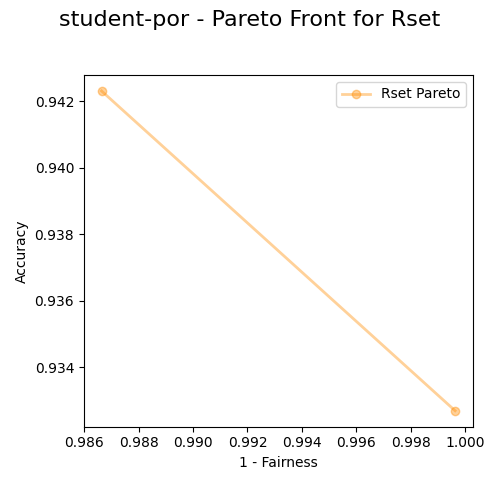 student-por - Pareto Front for Rset
Rset Pareto
0.942
0.940
0.938
0.936
0.934
Accuracy
0.986 0.988 0.990 0.992 0.994 0.996 0.998 1.000
1 - Fairness